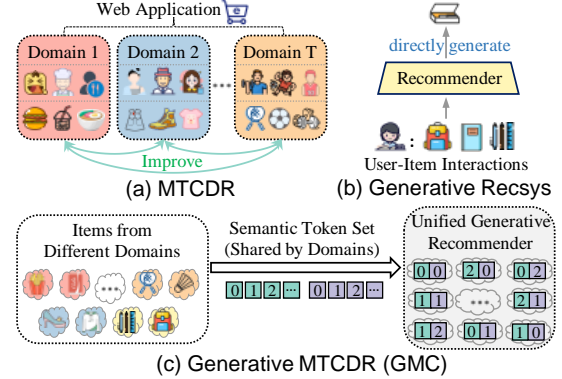 Web Application
e
Domain 1
Domain 2
Domain T
...
Improve
(a) MTCDR
directly generate
Recommender
:
User-Item Interactions
(b) Generative Recsys
Items from
Different Domains
...
Semantic Token Set
(Shared by Domains)
0 1 2 ... 0 1 2 ...
Unified Generative
Recommender
0 0 2 0 0 2
1 1 ... 2 1
1 2 0 1 1 0
(c) Generative MTCDR (GMC)